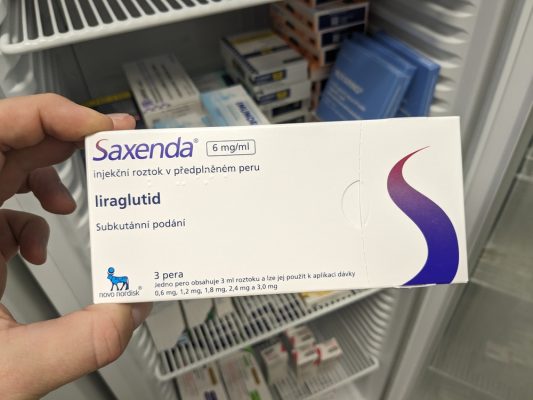 Saxenda® 6 mg/ml
injekční roztok v předplněném peru
liraglutid
Subkutánní podání
novo nordisk®
3 pera
Jedno pero obsahuje 3 ml roztoku a lze jej použít k aplikaci dávky
0,6 mg, 1,2 mg, 1,8 mg, 2,4 mg a 3,0 mg